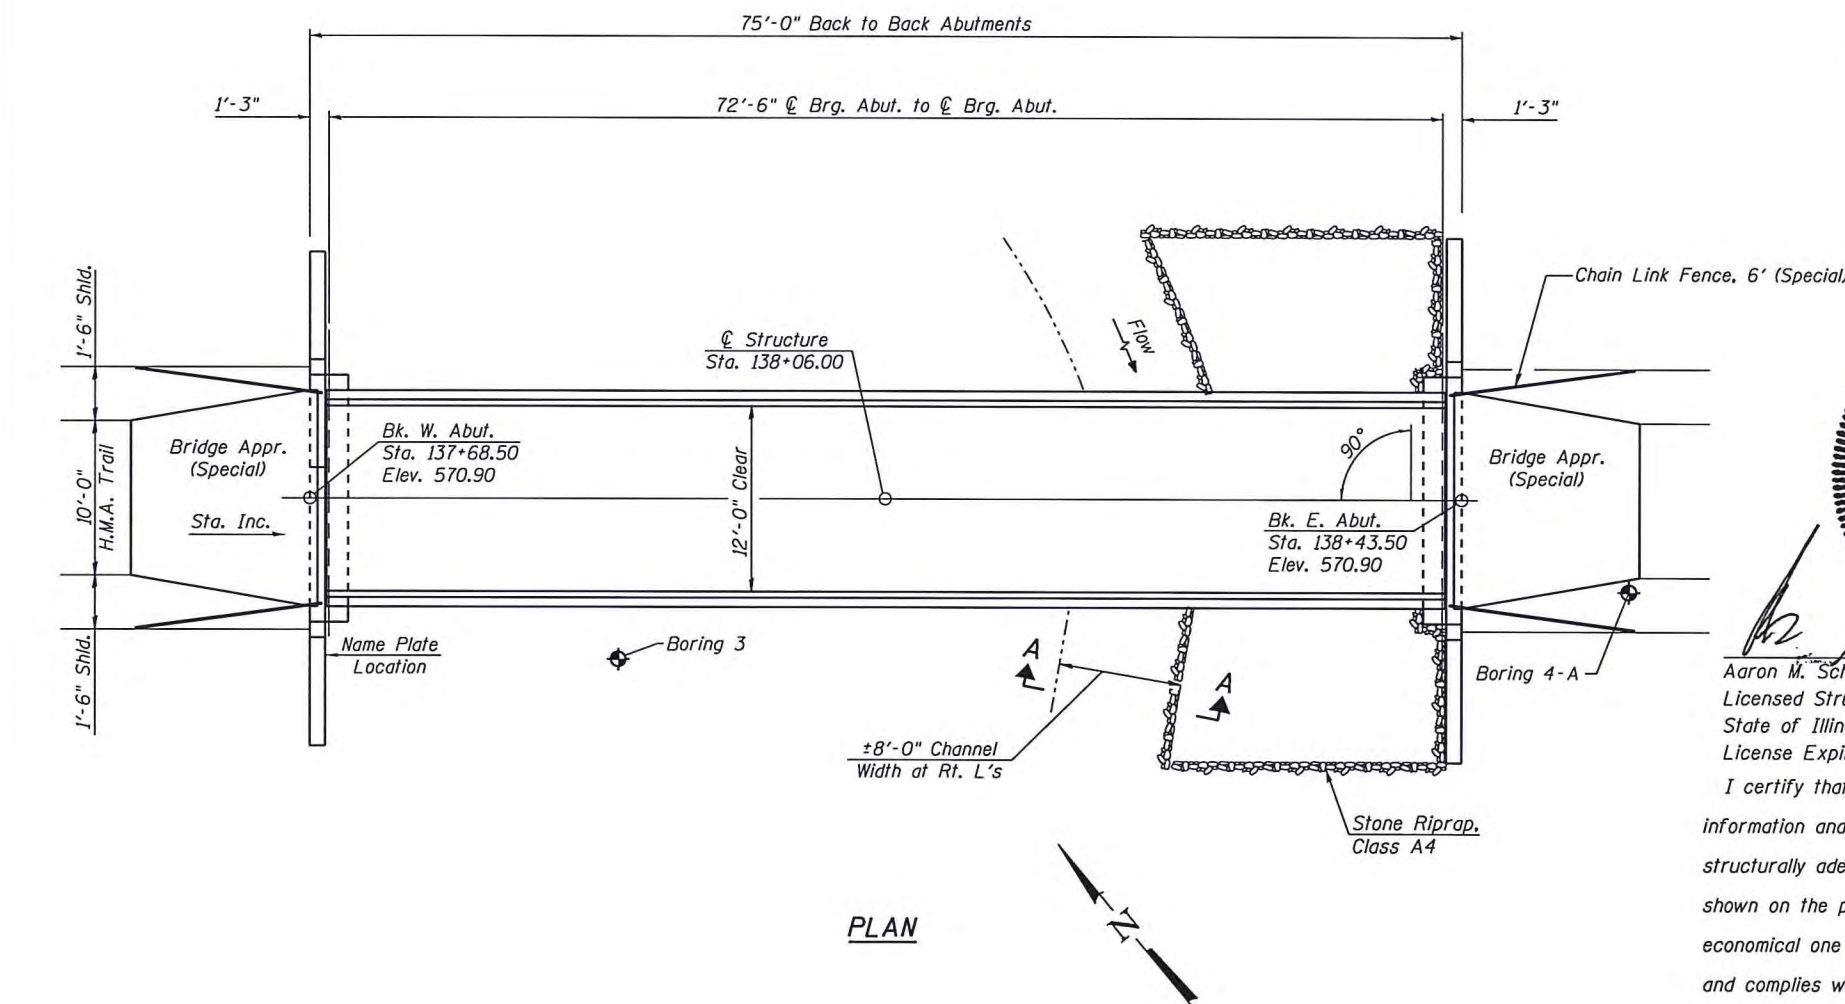 75'-0" Back to Back Abutments
1'-3"
72'-6" ℄ Brg. Abut. to ℄ Brg. Abut.
1'-3"
1'-6" Shld.
Chain Link Fence, 6' (Special)
Flow
℄ Structure
Sta. 138+06.00
Bk. W. Abut.
Sta. 137+68.50
Elev. 570.90
Bridge Appr.
(Special)
90°
Bridge Appr.
(Special)
10'-0"
H.M.A. Trail
Sta. Inc.
12'-0" Clear
Bk. E. Abut.
Sta. 138+43.50
Elev. 570.90
1'-6" Shld.
Name Plate
Location
Boring 3
A
A
Boring 4-A
±8'-0" Channel
Width at Rt. L's
Stone Riprap,
Class A4
PLAN
N
Aaron M.
Licensed
State of
License
I certify that
information and
structurally
shown on the
economical one
and complies